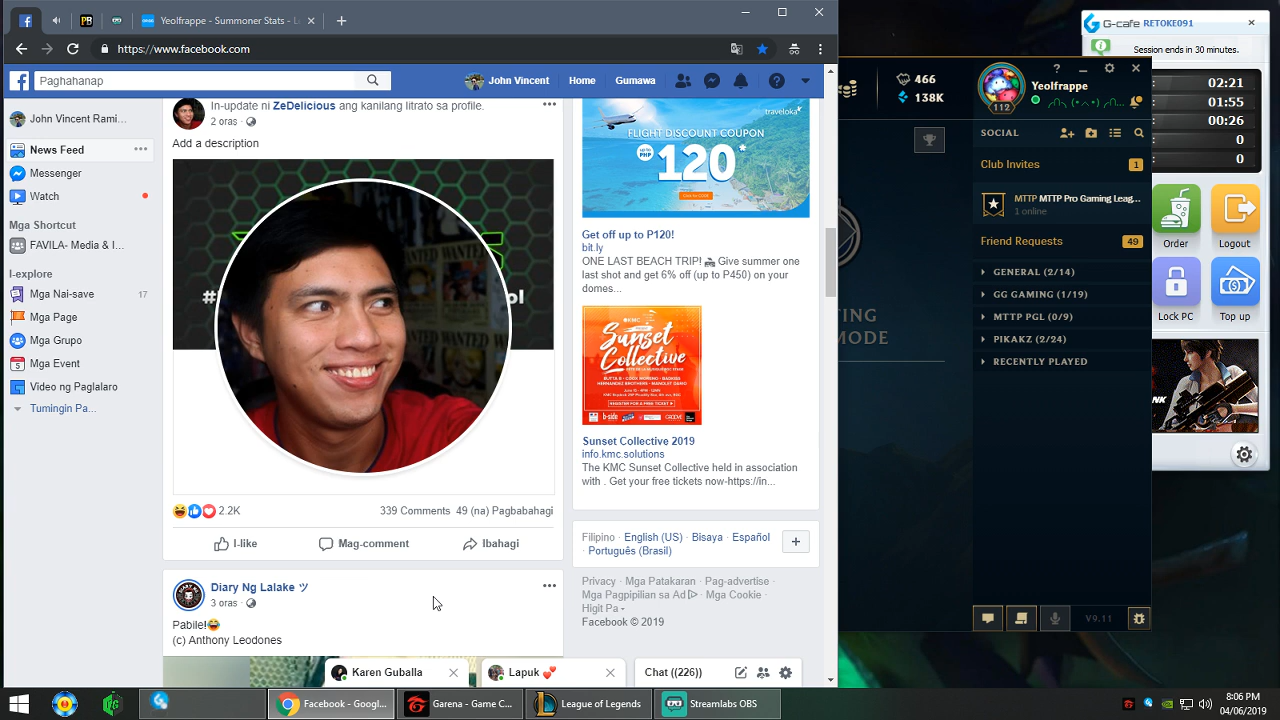 Yeolfrappe - Summoner Stats - L
https://www.facebook.com
Paghahanap
John Vincent
Home
Gumawa
John Vincent Rami...
News Feed
Messenger
Watch
Mga Shortcut
FAVILA- Media & I...
I-explore
Mga Nai-save
17
Mga Page
Mga Grupo
Mga Event
Video ng Paglalaro
Tumingin Pa...
In-update ni ZeDelicious ang kanilang litrato sa profile.
2 oras
Add a description
2.2K
339 Comments
49 (na) Pagbabahagi
I-like
Mag-comment
Ibahagi
Diary Ng Lalake ツ
3 oras
Pabile!
(c) Anthony Leodones
traveloka
FLIGHT DISCOUNT COUPON
UP TO PHP 120*
Get off up to P120!
bit.ly
ONE LAST BEACH TRIP! Give summer one
last shot and get 6% off (up to P450) on your
domes...
KMC
Sunset
Collective
Sunset Collective 2019
info.kmc.solutions
The KMC Sunset Collective held in association
with . Get your free tickets now-https://in...
Filipino · English (US) · Bisaya · Español
· Português (Brasil)
Privacy · Mga Patakaran · Pag-advertise ·
Mga Pagpipilian sa Ad · Mga Cookie ·
Higit Pa
Facebook © 2019
Karen Guballa
Lapuk
Chat ((226))
466
138K
Yeolfrappe
112
SOCIAL
Club Invites
1
MTTP MTTP Pro Gaming Leag...
1 online
Friend Requests
49
GENERAL (2/14)
GG GAMING (1/19)
MTTP PGL (0/9)
PIKAKZ (2/24)
RECENTLY PLAYED
V9.11
G-cafe RETOKE091
Session ends in 30 minutes.
: 02:21
: 01:55
: 00:26
: 0
: 0
Order
Logout
Lock PC
Top up
Facebook - Googl...
Garena - Game C...
League of Legends
Streamlabs OBS
8:06 PM
04/06/2019